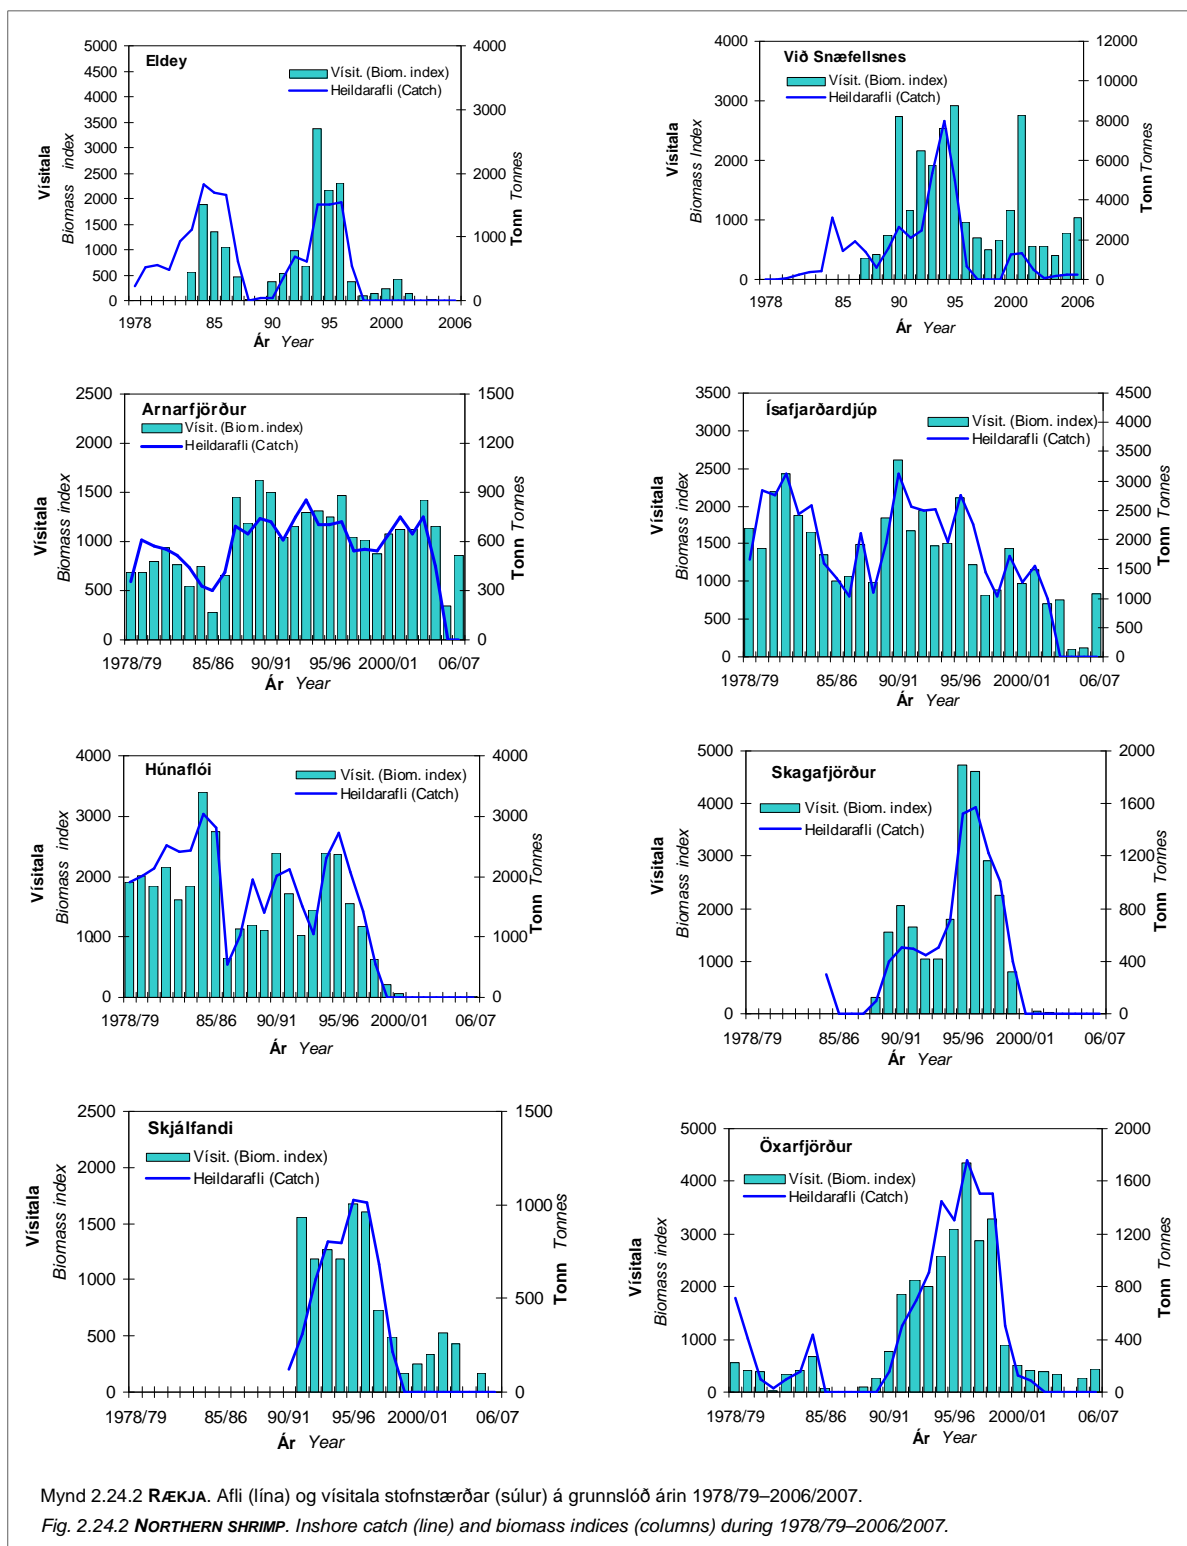 Eldey
Vísit. (Biom. index)
Heildarafli (Catch)
5000
4500
4000
3500
3000
2500
2000
1500
1000
500
0
4000
3000
2000
1000
0
Vísitala
Biomass index
Tonn Tonnes
1978 85 90 95 2000 2006
Ár Year
Við Snæfellsnes
Vísit. (Biom. index)
Heildarafli (Catch)
4000
3000
2000
1000
0
12000
10000
8000
6000
4000
2000
0
Vísitala
Biomass Index
Tonn Tonnes
1978 85 90 95 2000 2006
Ár Year
Arnarfjörður
Vísit. (Biom. index)
Heildarafli (Catch)
2500
2000
1500
1000
500
0
1500
1200
900
600
300
0
Vísitala
Biomass index
Tonn Tonnes
1978/79 85/86 90/91 95/96 2000/01 06/07
Ár Year
Ísafjarðardjúp
Vísit. (Biom. index)
Heildarafli (Catch)
3500
3000
2500
2000
1500
1000
500
0
4500
4000
3500
3000
2500
2000
1500
1000
500
0
Vísitala
Biomass index
Tonn Tonnes
1978/79 85/86 90/91 95/96 2000/01 06/07
Ár Year
Húnaflói
Vísit. (Biom. index)
Heildarafli (Catch)
4000
3000
2000
1000
0
4000
3000
2000
1000
0
Vísitala
Biomass index
Tonn Tonnes
1978/79 85/86 90/91 95/96 2000/01 06/07
Ár Year
Skagafjörður
Vísit. (Biom. index)
Heildarafli (Catch)
5000
4000
3000
2000
1000
0
2000
1600
1200
800
400
0
Vísitala
Biomass index
Tonn Tonnes
1978/79 85/86 90/91 95/96 2000/01 06/07
Ár Year
Skjálfandi
Vísit. (Biom. index)
Heildarafli (Catch)
2500
2000
1500
1000
500
0
1500
1000
500
0
Vísitala
Biomass index
Tonn Tonnes
1978/79 85/86 90/91 95/96 2000/01 06/07
Ár Year
Öxarfjörður
Vísit. (Biom. index)
Heildarafli (Catch)
5000
4000
3000
2000
1000
0
2000
1600
1200
800
400
0
Vísitala
Biomass index
Tonn Tonnes
1978/79 85/86 90/91 95/96 2000/01 06/07
Ár Year
Mynd 2.24.2 RÆKJA. Afli (lína) og vísitala stofnstærðar (súlur) á grunnslóð árin 1978/79–2006/2007.
Fig. 2.24.2 NORTHERN SHRIMP. Inshore catch (line) and biomass indices (columns) during 1978/79–2006/2007.